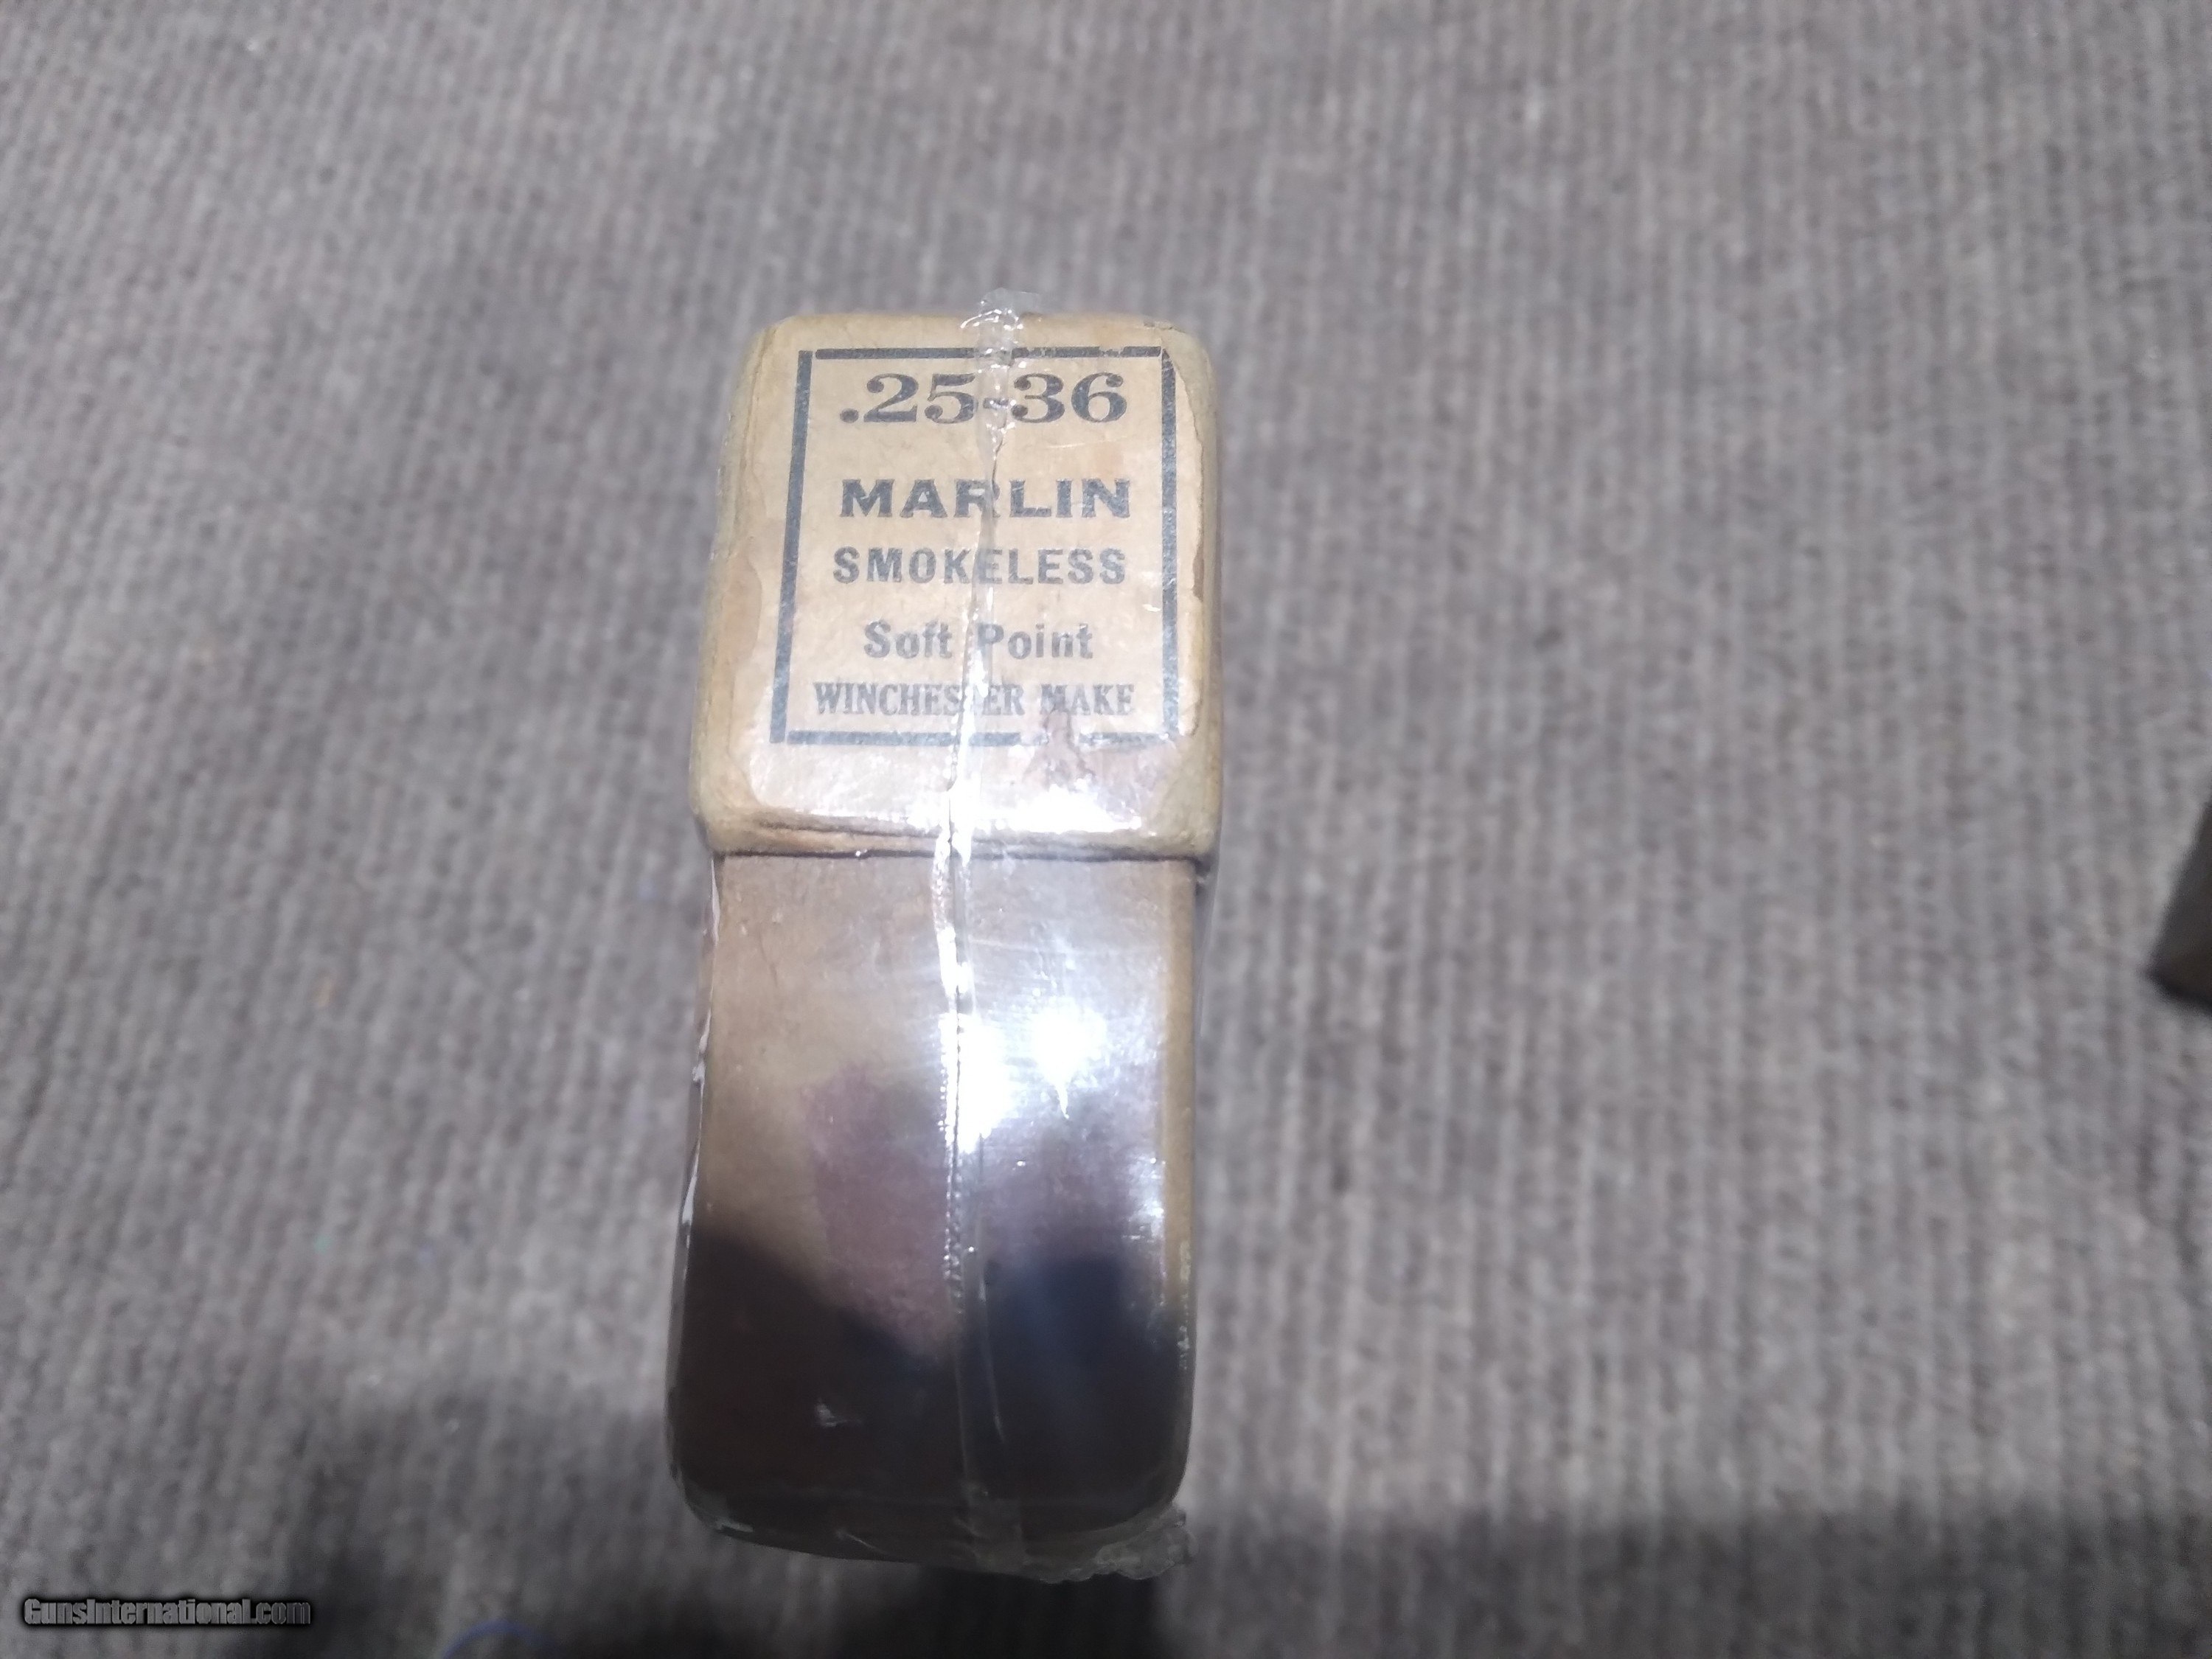 .25-36
MARLIN
SMOKELESS
Soft Point
WINCHESTER MAKE
GunsInternational.com